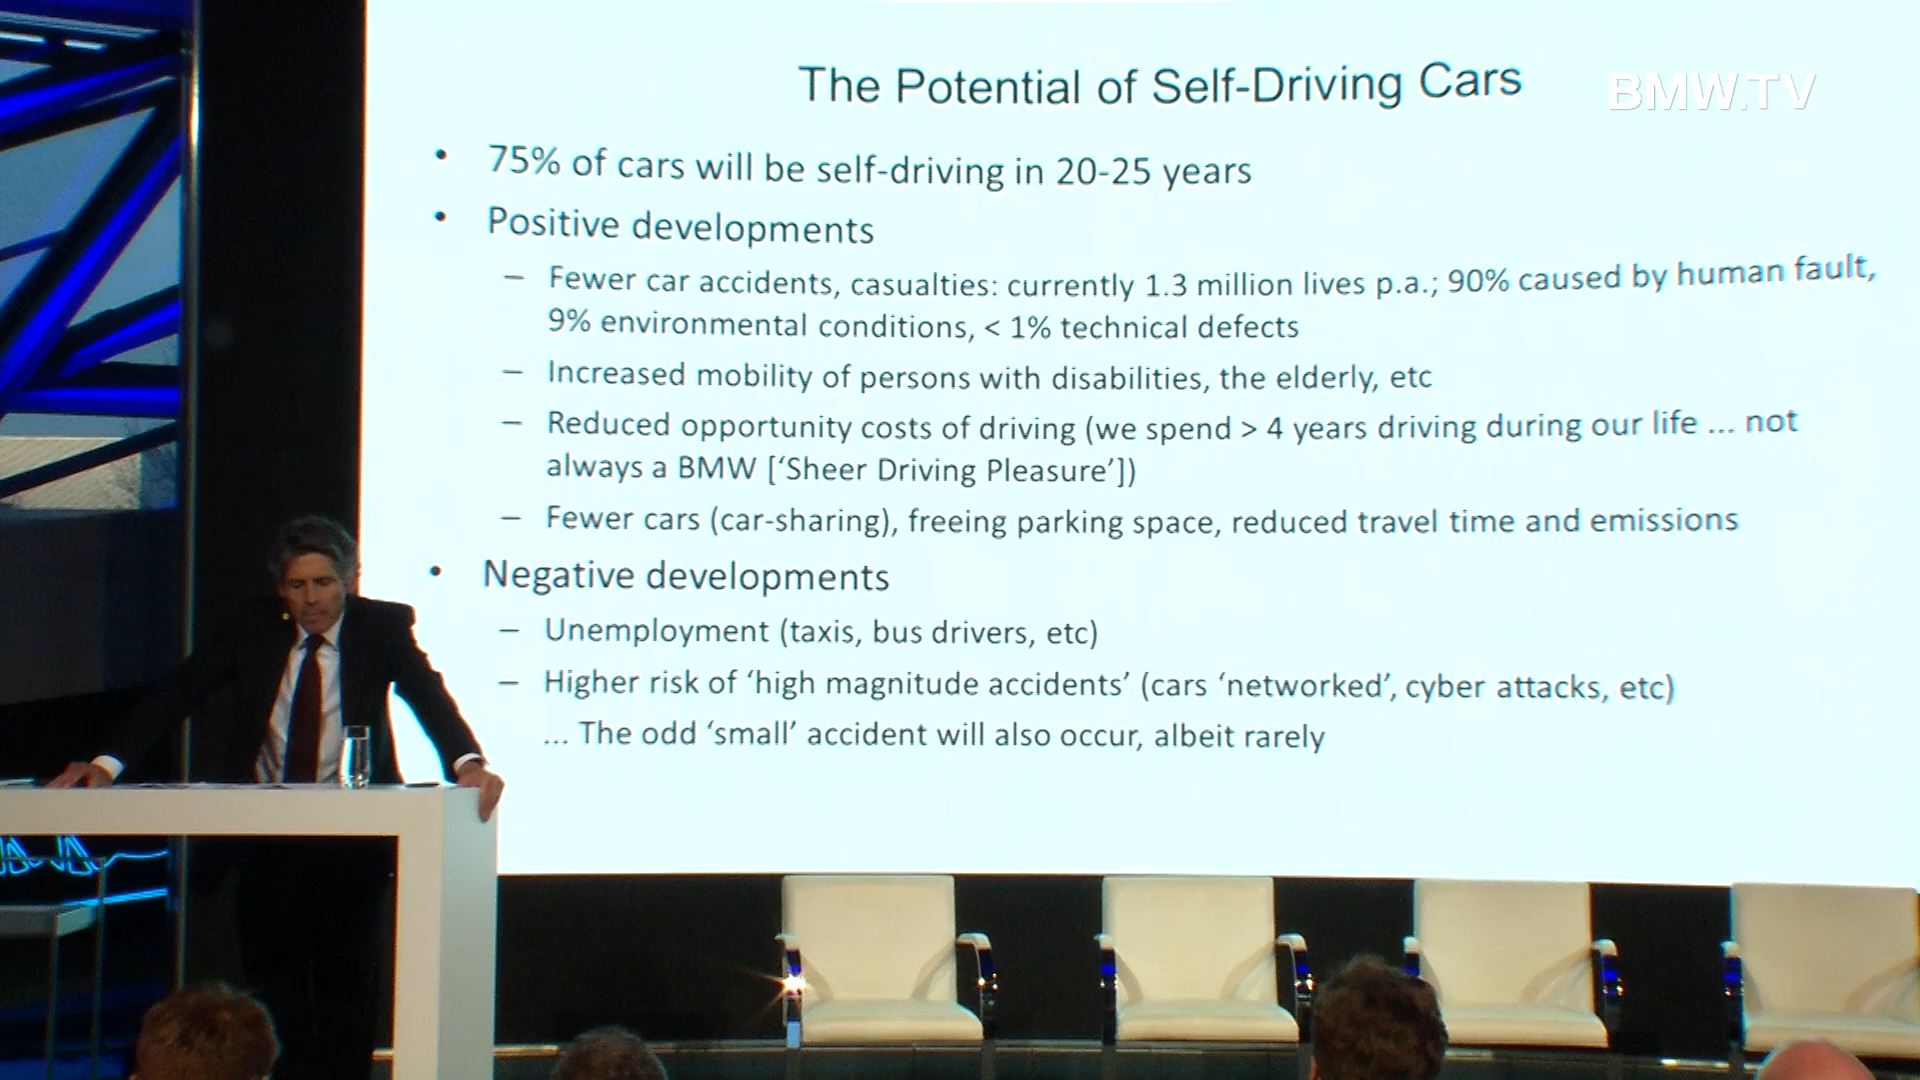 The Potential of Self-Driving Cars
BMW.TV
• 75% of cars will be self-driving in 20-25 years
• Positive developments
– Fewer car accidents, casualties: currently 1.3 million lives p.a.; 90% caused by human fault,
9% environmental conditions, < 1% technical defects
– Increased mobility of persons with disabilities, the elderly, etc
– Reduced opportunity costs of driving (we spend > 4 years driving during our life ... not
always a BMW [‘Sheer Driving Pleasure’])
– Fewer cars (car-sharing), freeing parking space, reduced travel time and emissions
• Negative developments
– Unemployment (taxis, bus drivers, etc)
– Higher risk of ‘high magnitude accidents’ (cars ‘networked’, cyber attacks, etc)
... The odd ‘small’ accident will also occur, albeit rarely